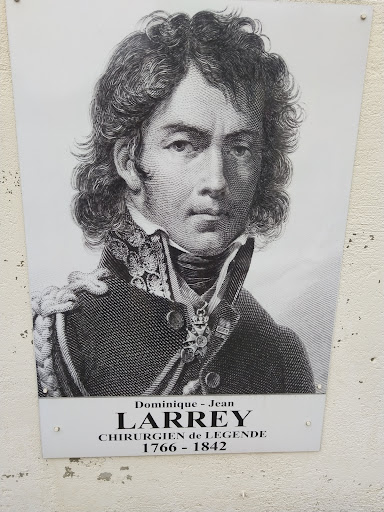 Dominique - Jean
LARREY
CHIRURGIEN de LEGENDE
1766 - 1842